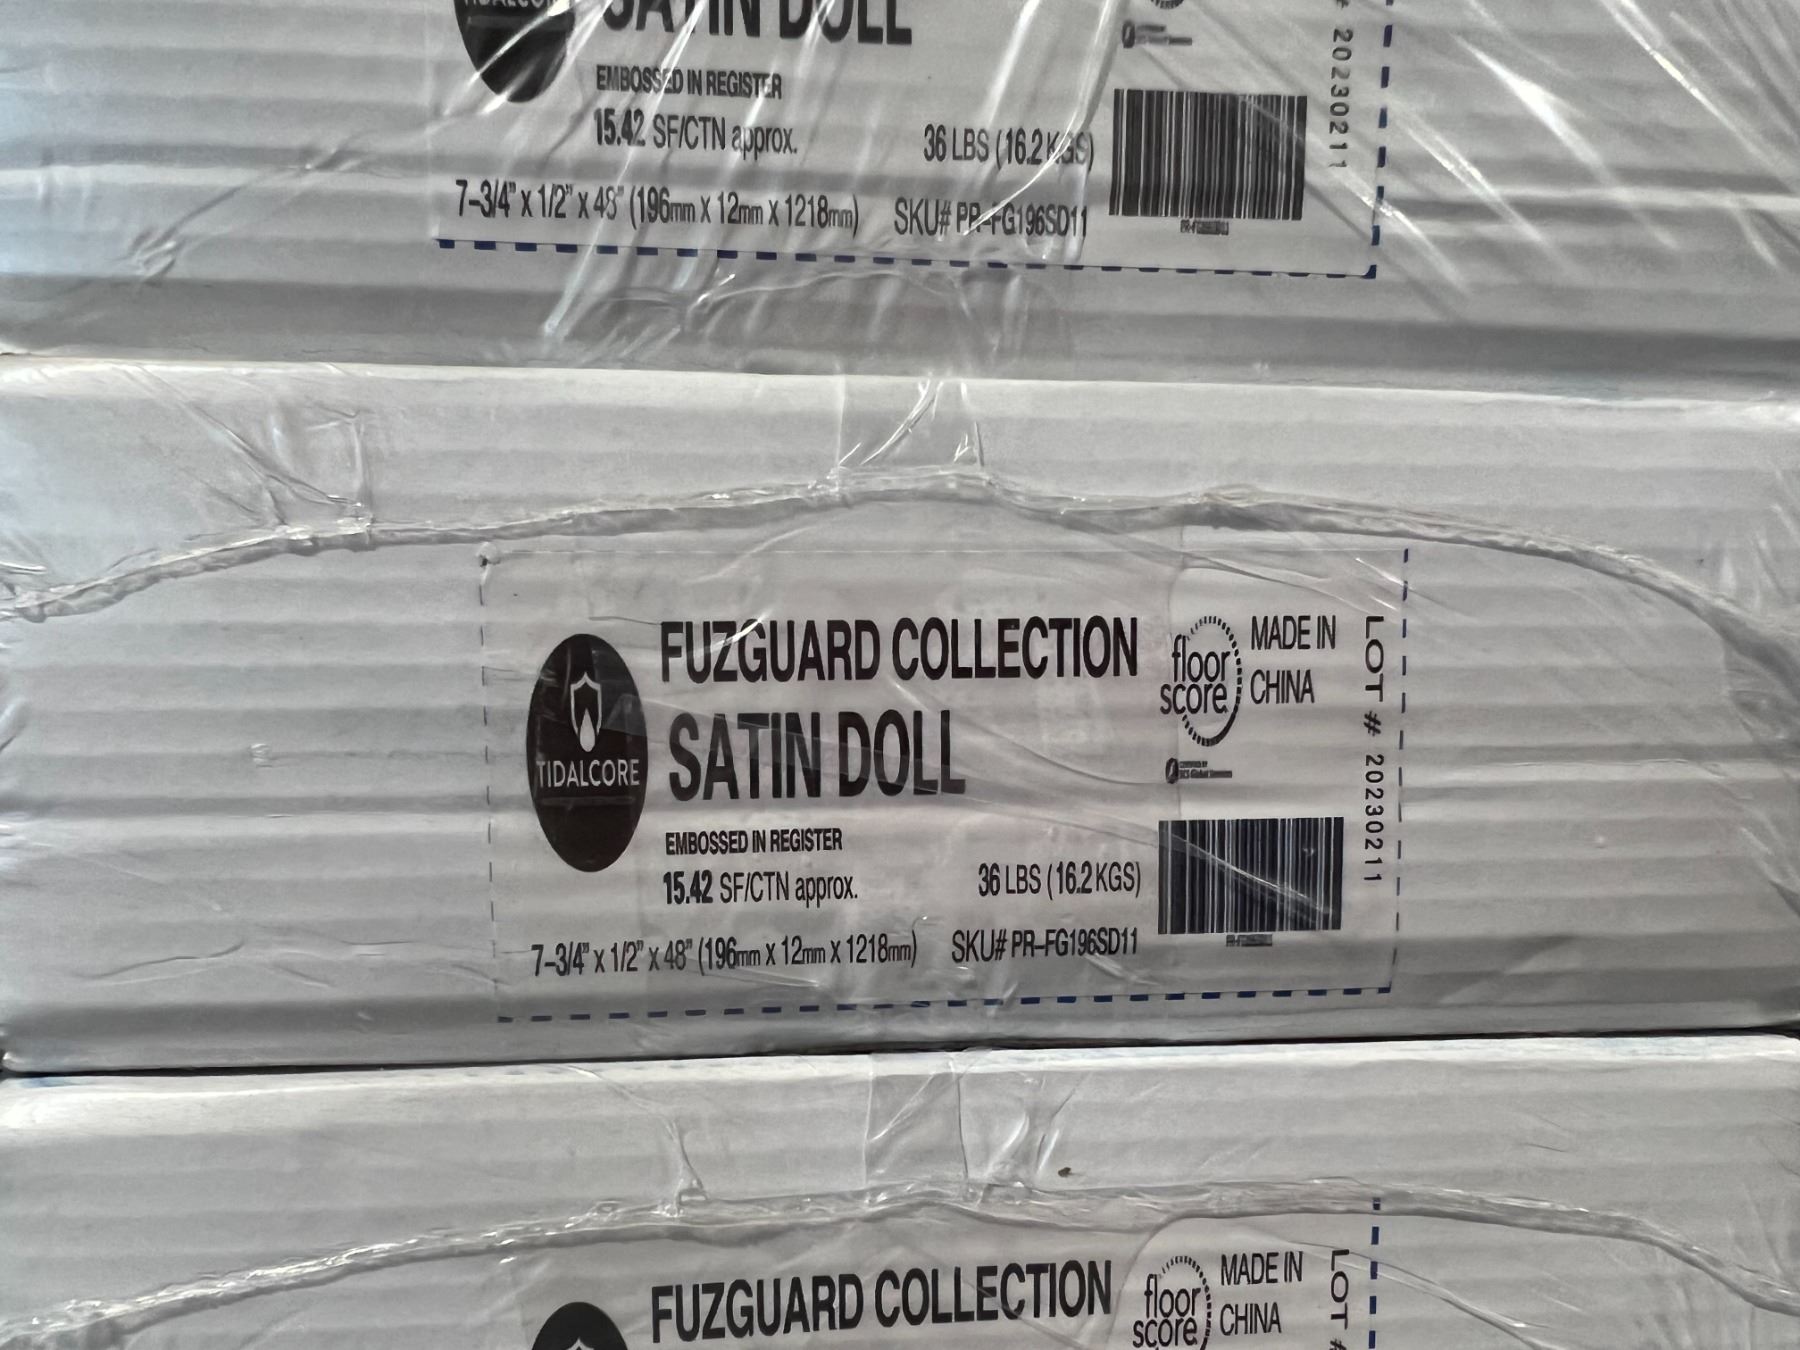 TIDALCORE
SATIN DOLL
EMBOSSED IN REGISTER
15.42 SF/CTN approx.
36 LBS (16.2 KGS)
7-3/4" x 1/2" x 48" (196mm X 12mm X 1218mm)
SKU# PR-FG196SD11
# 20230211
FUZGUARD COLLECTION
SATIN DOLL
TIDALCORE
EMBOSSED IN REGISTER
15.42 SF/CTN approx.
36 LBS (16.2 KGS)
7-3/4" x 1/2" x 48" (196mm X 12mm X 1218mm)
SKU# PR-FG196SD11
floor
score
MADE IN
CHINA
LOT # 20230211
FUZGUARD COLLECTION
floor
score
MADE IN
CHINA
LOT #